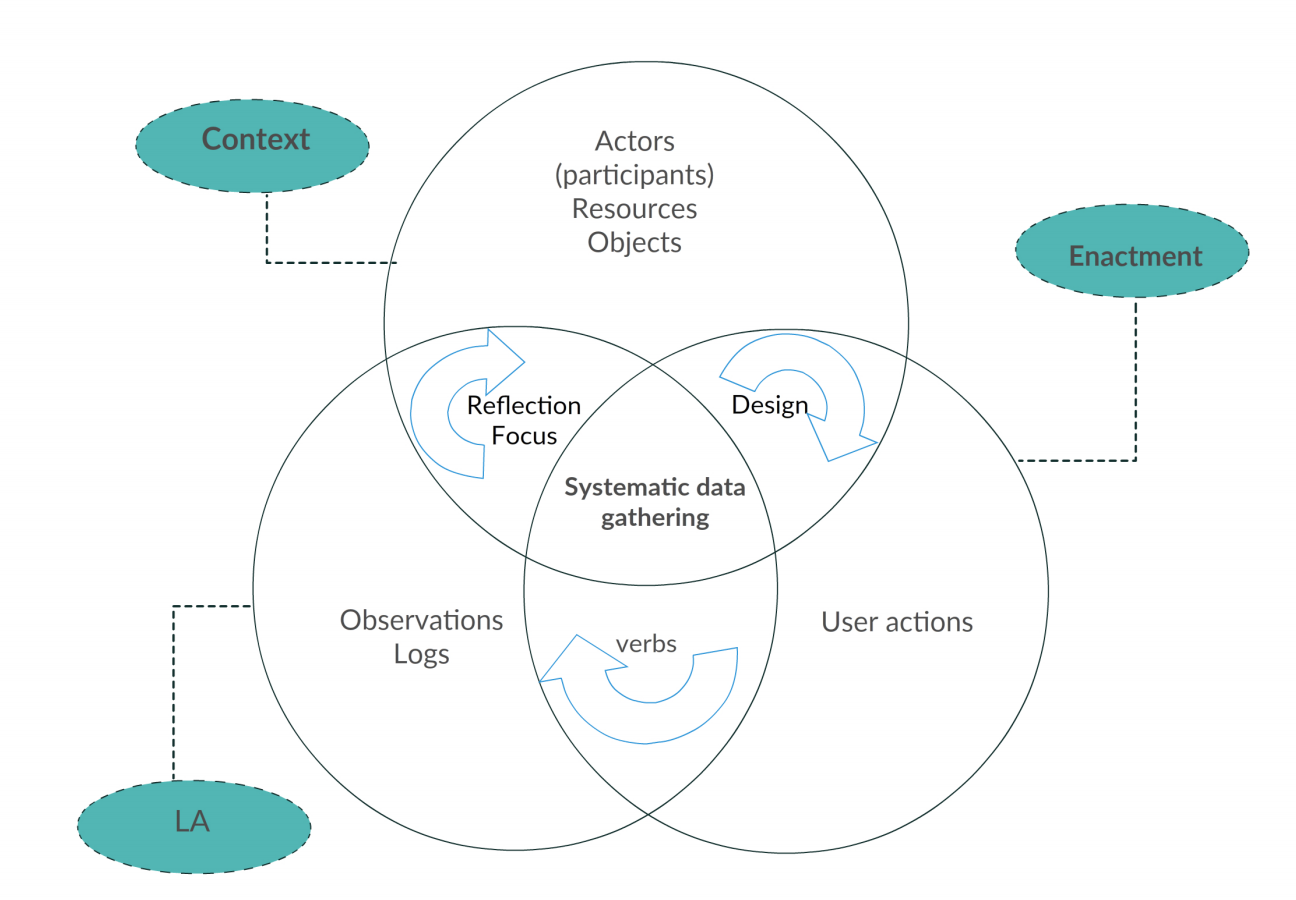 Context
Actors
(participants)
Resources
Objects
Enactment
Reflection
Focus
Design
Systematic data
gathering
Observations
Logs
verbs
User actions
LA